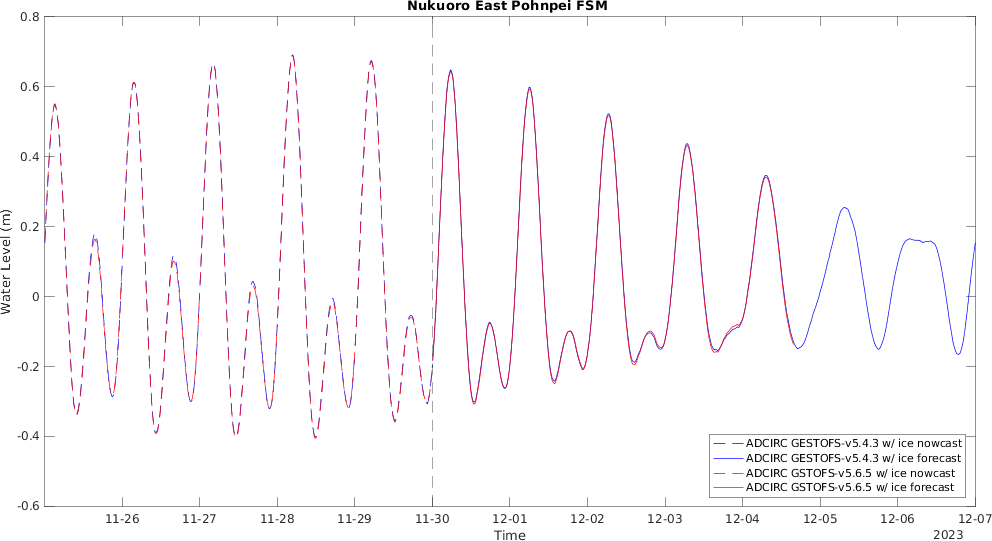 Nukuoro East Pohnpei FSM
0.8
0.6
0.4
0.2
0
-0.2
-0.4
-0.6
Water Level (m)
ADCIRC GESTOFS-v5.4.3 w/ ice nowcast
ADCIRC GESTOFS-v5.4.3 w/ ice forecast
ADCIRC GSTOFS-v5.6.5 w/ ice nowcast
ADCIRC GSTOFS-v5.6.5 w/ ice forecast
11-26 11-27 11-28 11-29 11-30 12-01 12-02 12-03 12-04 12-05 12-06 12-07
Time
2023